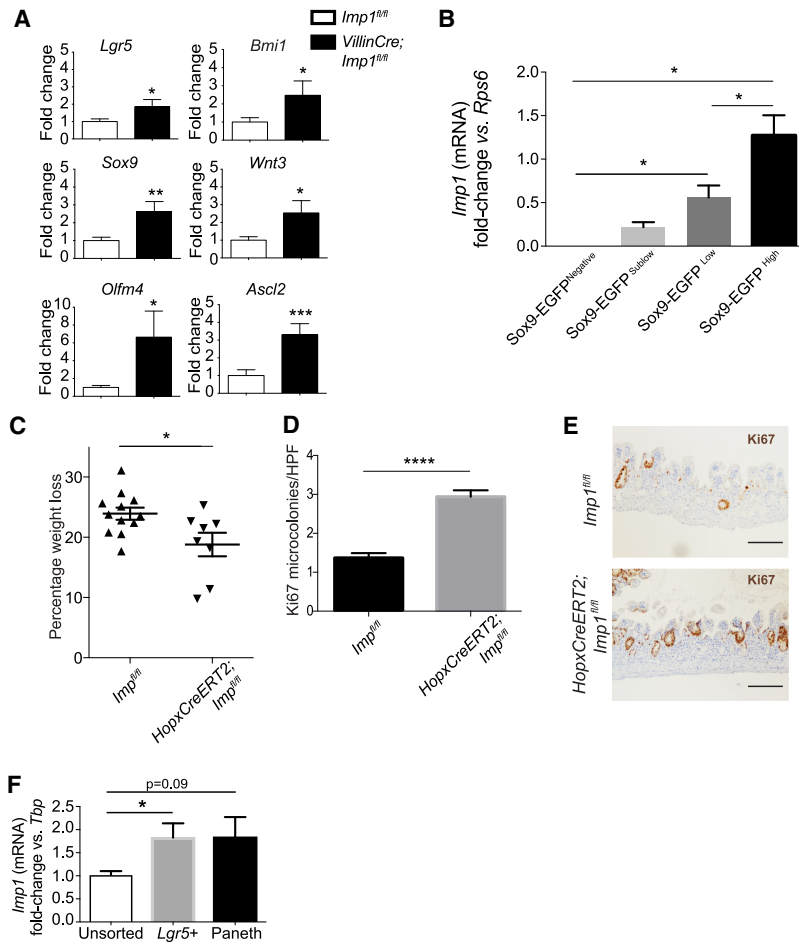 A
Imp1fl/fl
VillinCre;
Imp1fl/fl
Lgr5
Fold change
5
4
3
2
1
0
*
Bmi1
Fold change
5
4
3
2
1
0
*
Sox9
Fold change
5
4
3
2
1
0
**
Wnt3
Fold change
5
4
3
2
1
0
*
Olfm4
Fold change
10
8
6
4
2
0
*
Ascl2
Fold change
5
4
3
2
1
0
***
B
Imp1 (mRNA)
fold-change vs. Rps6
2.0
1.5
1.0
0.5
0.0
*
*
*
Sox9-EGFPNegative
Sox9-EGFPSublow
Sox9-EGFP Low
Sox9-EGFP High
C
Percentage weight loss
30
20
10
0
*
Impfl/fl
HopxCreERT2;
Impfl/fl
D
Ki67 microcolonies/HPF
4
3
2
1
0
****
Impfl/fl
HopxCreERT2;
Impfl/fl
E
Imp1fl/fl
Ki67
HopxCreERT2;
Imp1fl/fl
Ki67
F
Imp1 (mRNA)
fold-change vs. Tbp
2.5
2.0
1.5
1.0
0.5
0.0
p=0.09
*
Unsorted
Lgr5+
Paneth